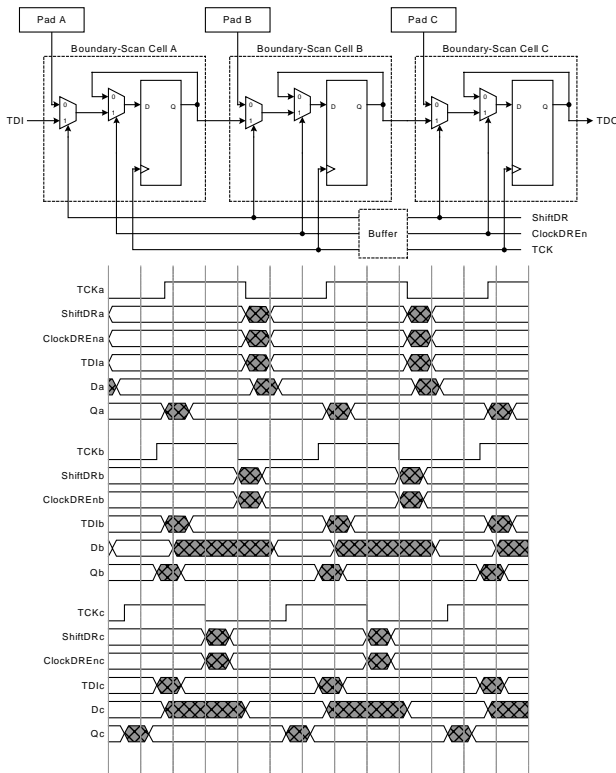 Pad A Pad B Pad C
Boundary-Scan Cell A Boundary-Scan Cell B Boundary-Scan Cell C
0 0 0 0 0 0
D Q D Q D Q
TDI 1 1 1 1 1 1 TDO
ShiftDR
Buffer ClockDREn
TCK
TCKa
ShiftDRa
ClockDREna
TDIa
Da
Qa
TCKb
ShiftDRb
ClockDREnb
TDIb
Db
Qb
TCKc
ShiftDRc
ClockDREnc
TDIc
Dc
Qc